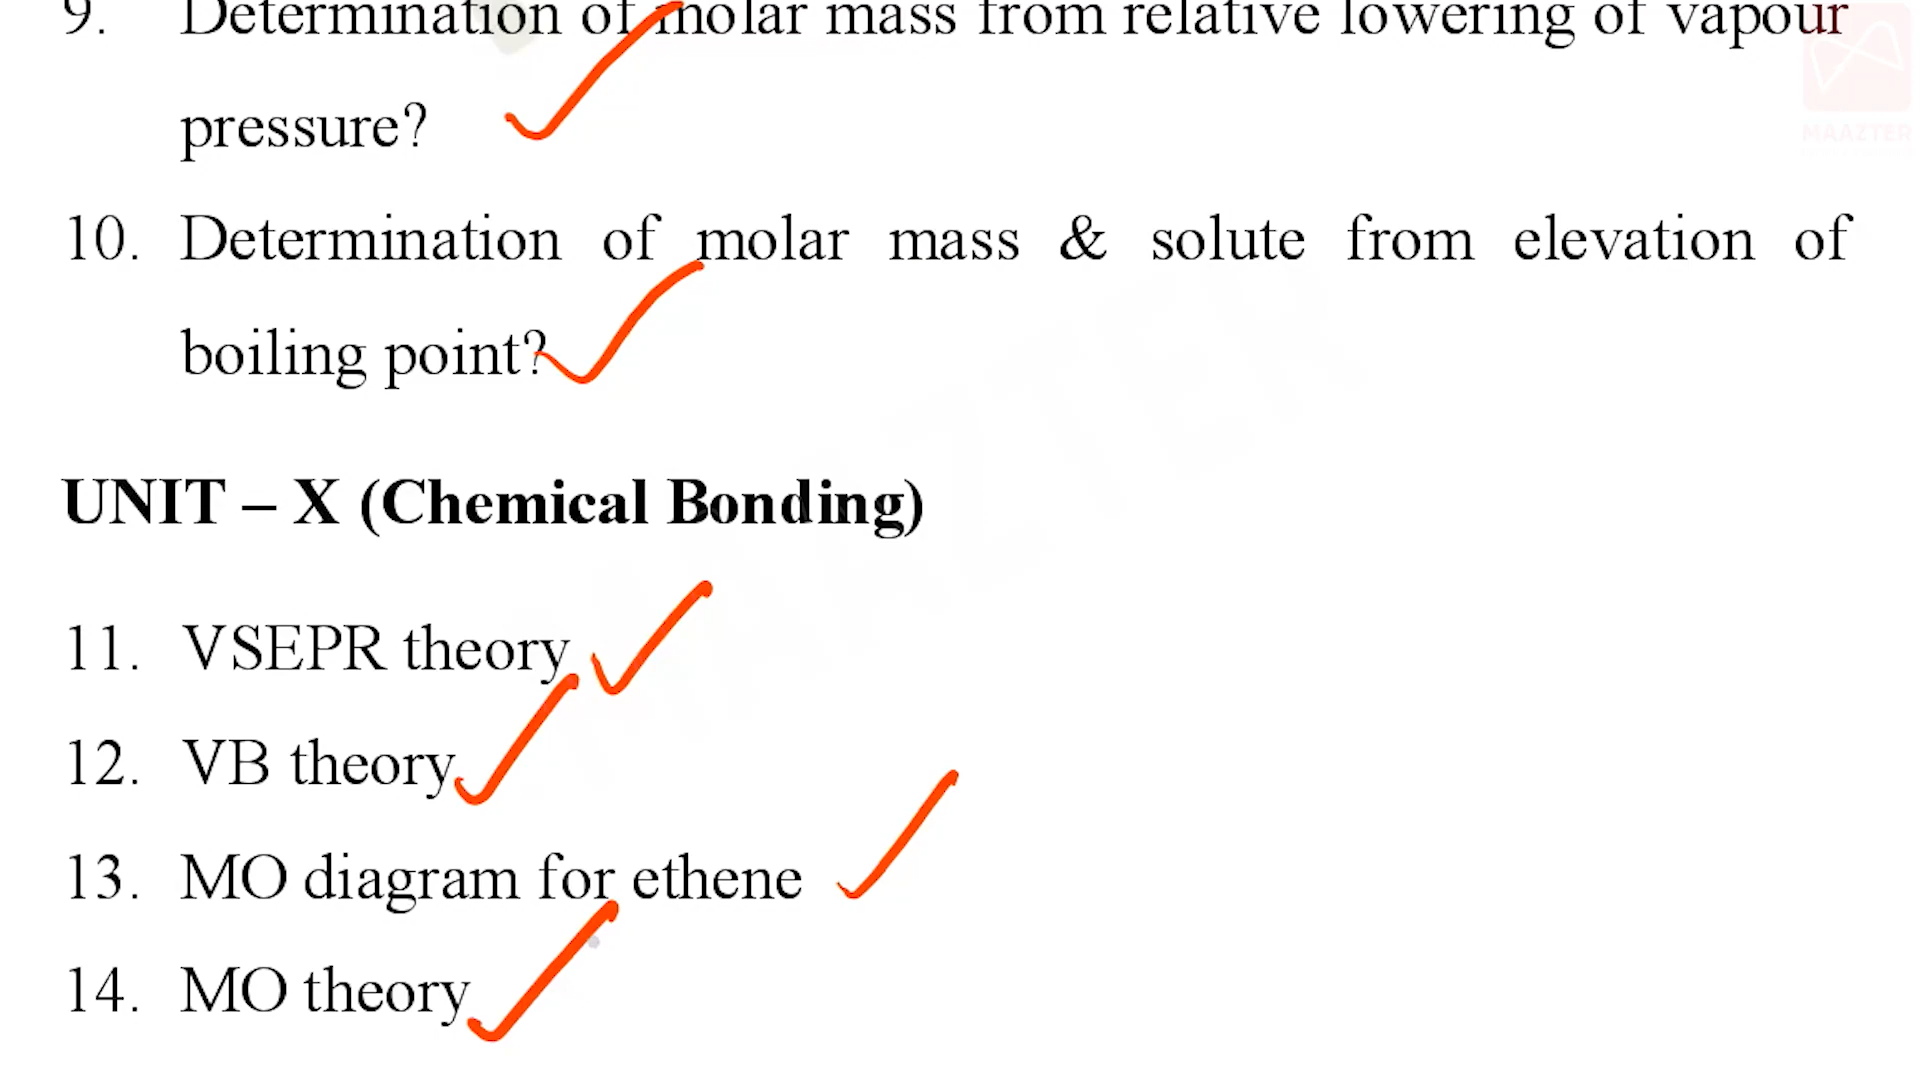 9. Determination of molar mass from relative lowering of vapour
pressure?
10. Determination of molar mass & solute from elevation of
boiling point?
UNIT – X (Chemical Bonding)
11. VSEPR theory
12. VB theory
13. MO diagram for ethene
14. MO theory
MAAZTER
MAAZTER